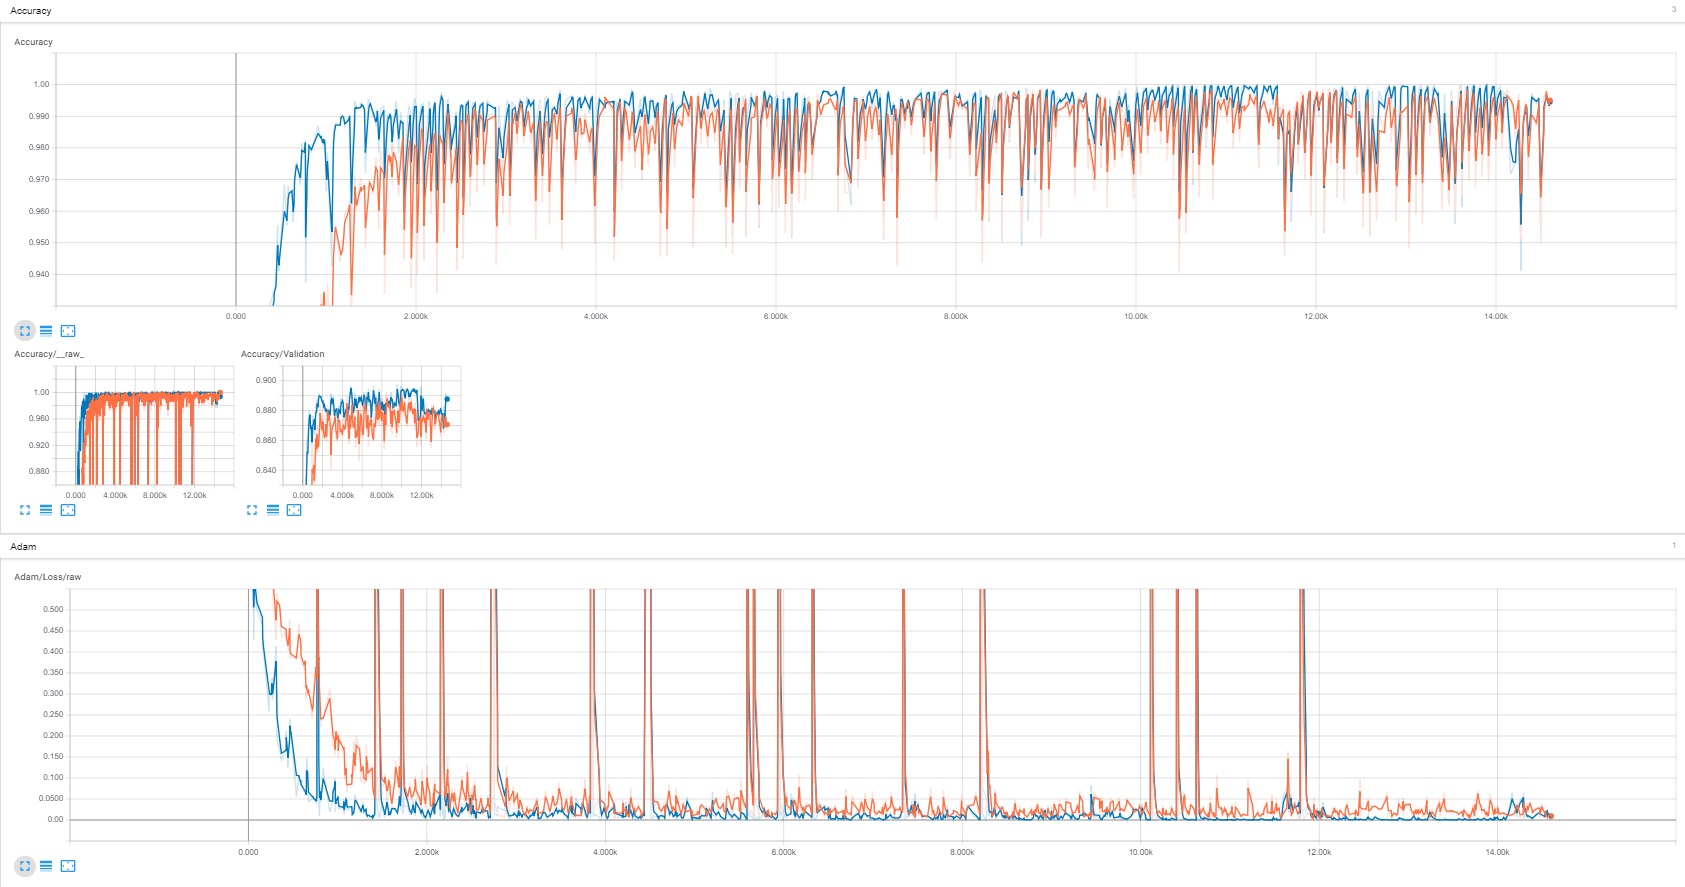 Accuracy 3
Accuracy
1.00
0.990
0.980
0.970
0.960
0.950
0.940
0.000 2.000k 4.000k 6.000k 8.000k 10.00k 12.00k 14.00k
Accuracy/__raw_ Accuracy/Validation
1.00
0.960
0.920
0.880
0.000 4.000k 8.000k 12.00k
0.900
0.880
0.860
0.840
0.000 4.000k 8.000k 12.00k
Adam 1
Adam/Loss/raw
0.500
0.450
0.400
0.350
0.300
0.250
0.200
0.150
0.100
0.0500
0.00
0.000 2.000k 4.000k 6.000k 8.000k 10.00k 12.00k 14.00k